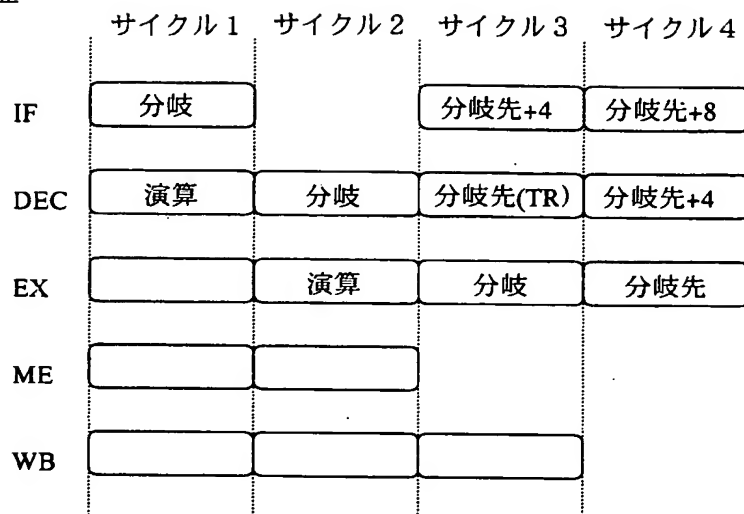 サイクル1 サイクル2 サイクル3 サイクル4
IF 分岐 分岐先+4 分岐先+8
DEC 演算 分岐 分岐先(TR) 分岐先+4
EX 演算 分岐 分岐先
ME
WB